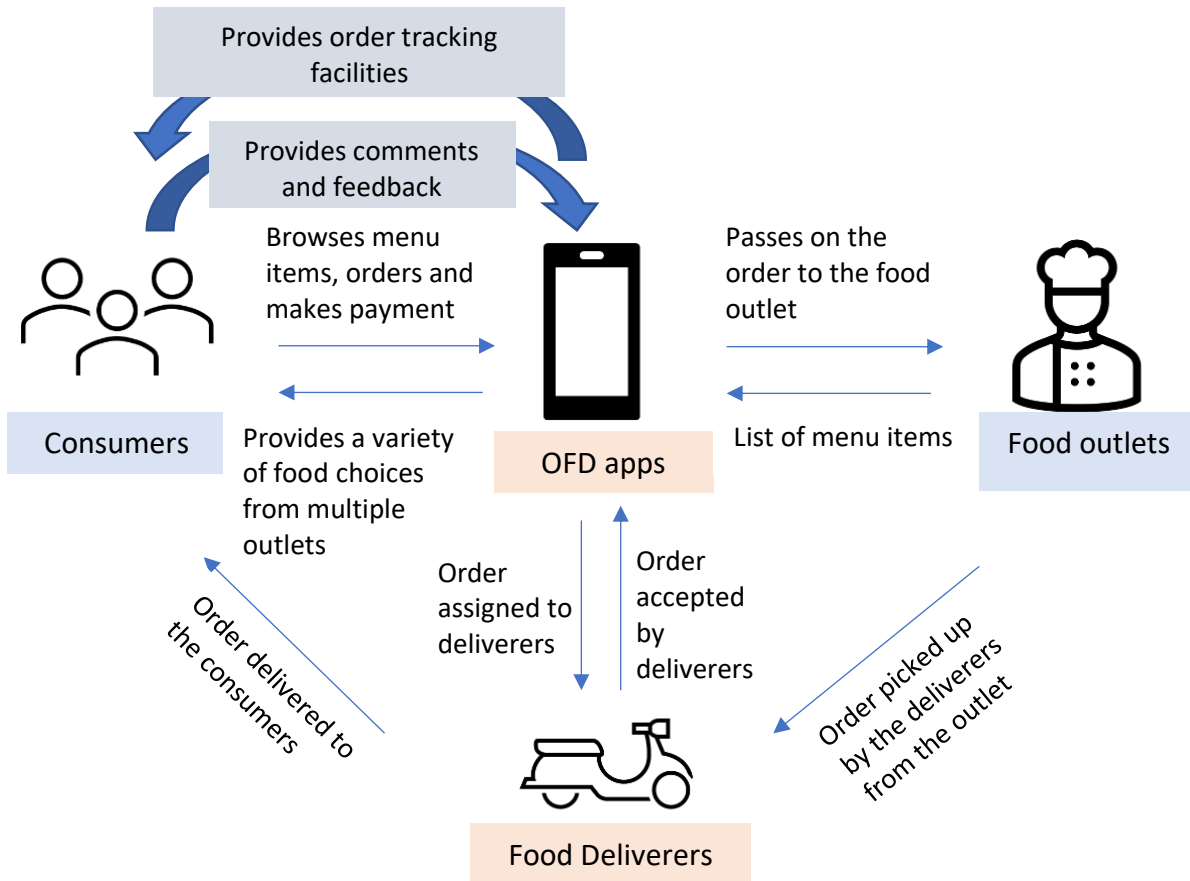 Provides order tracking
facilities
Provides comments
and feedback
Browses menu
items, orders and
makes payment
Passes on the
order to the food
outlet
Consumers
Provides a variety
of food choices
from multiple
outlets
OFD apps
List of menu items
Food outlets
Order
assigned to
deliverers
Order
accepted
by
deliverers
Order delivered to
the consumers
Order picked up
by the deliverers
from the outlet
Food Deliverers